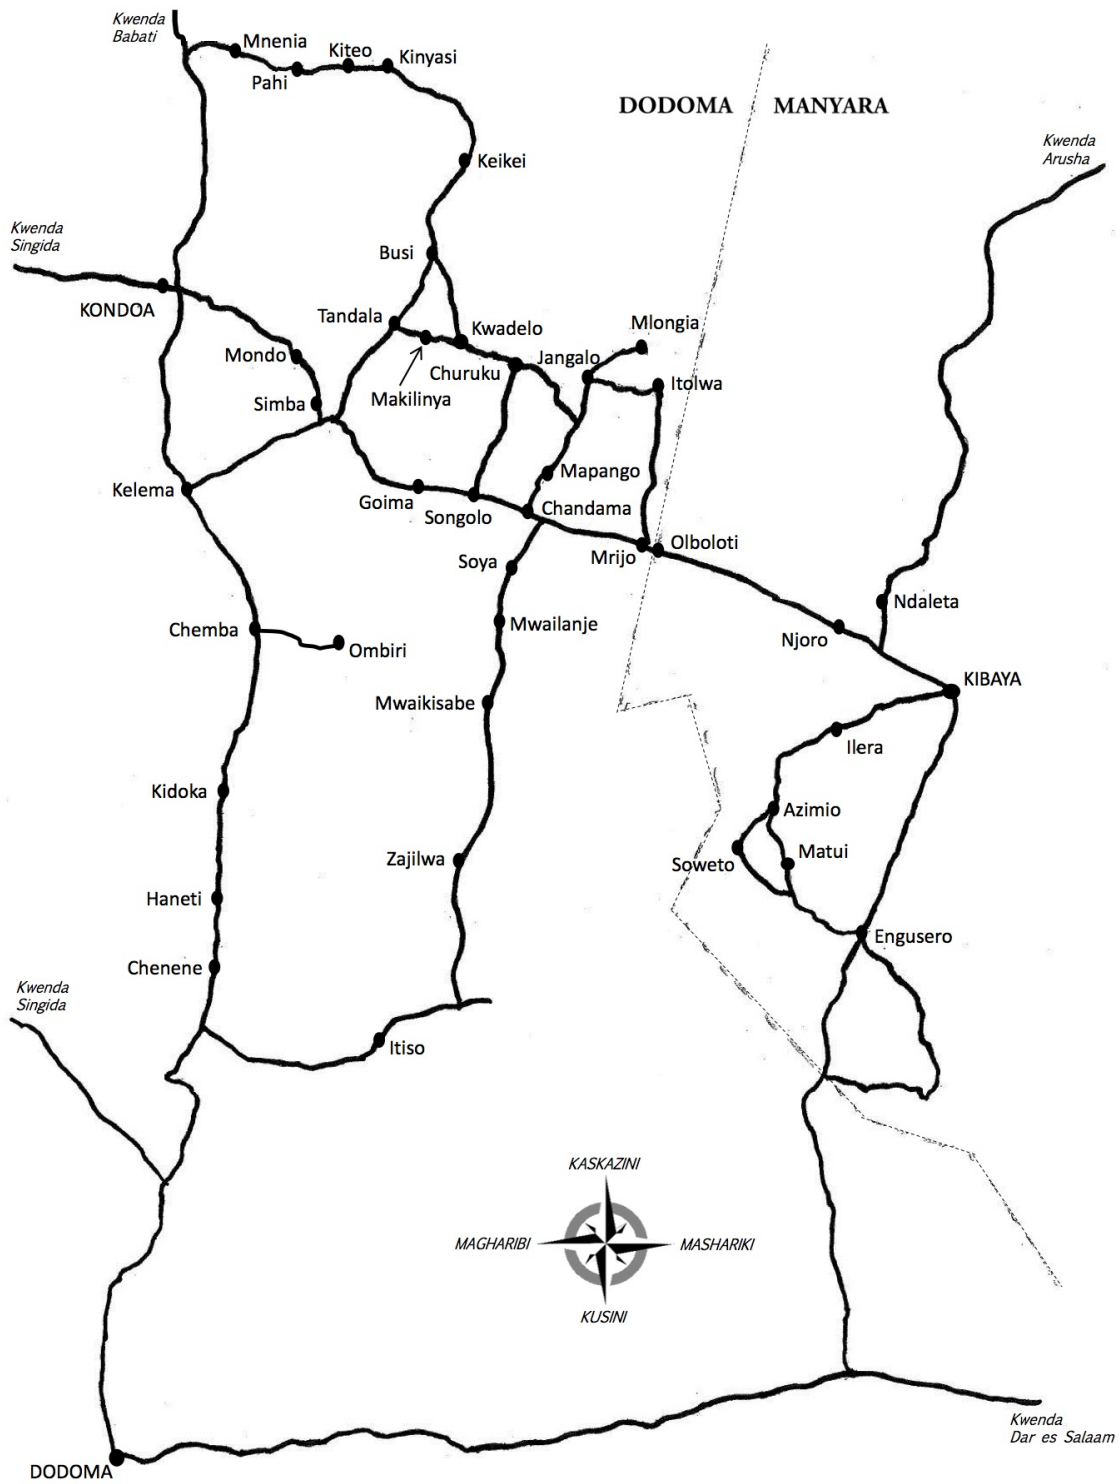 Kwenda
Babati
Mnenia
Kiteo
Kinyasi
Pahi
DODOMA
MANYARA
Kwenda
Arusha
Keikei
Kwenda
Singida
Busi
KONDOA
Tandala
Kwadelo
Mlongia
Mondo
Churuku
Jangalo
Itolwa
Makilinya
Simba
Mapango
Kelema
Goima
Songolo
Chandama
Soya
Mrijo
Olboloti
Ndaleta
Chemba
Ombiri
Mwailanje
Njoro
Mwaikisabe
KIBAYA
Ilera
Kidoka
Azimio
Zajilwa
Soweto
Matui
Haneti
Engusero
Chenene
Kwenda
Singida
Itiso
KASKAZINI
MAGHARIBI
MASHARIKI
KUSINI
Kwenda
Dar es Salaam
DODOMA